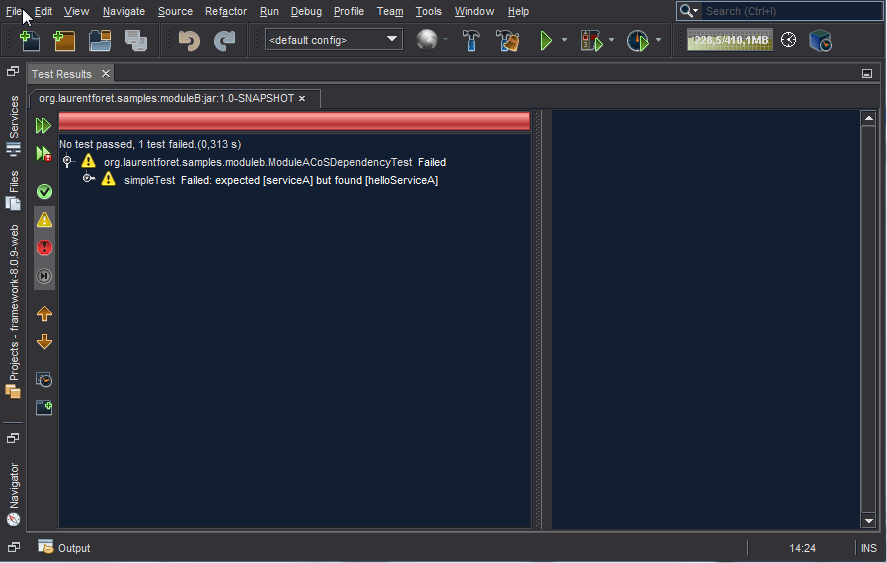 File Edit View Navigate Source Refactor Run Debug Profile Team Tools Window Help
Search (Ctrl+I)
<default config>
228,5/410,1MB
Test Results
org.laurentforet.samples:moduleB:jar:1.0-SNAPSHOT
No test passed, 1 test failed.(0,313 s)
org.laurentforet.samples.moduleb.ModuleACoSDependencyTest Failed
simpleTest Failed: expected [serviceA] but found [helloServiceA]
Services
Files
Projects - framework-8.0.9-web
Navigator
Output
14:24
INS